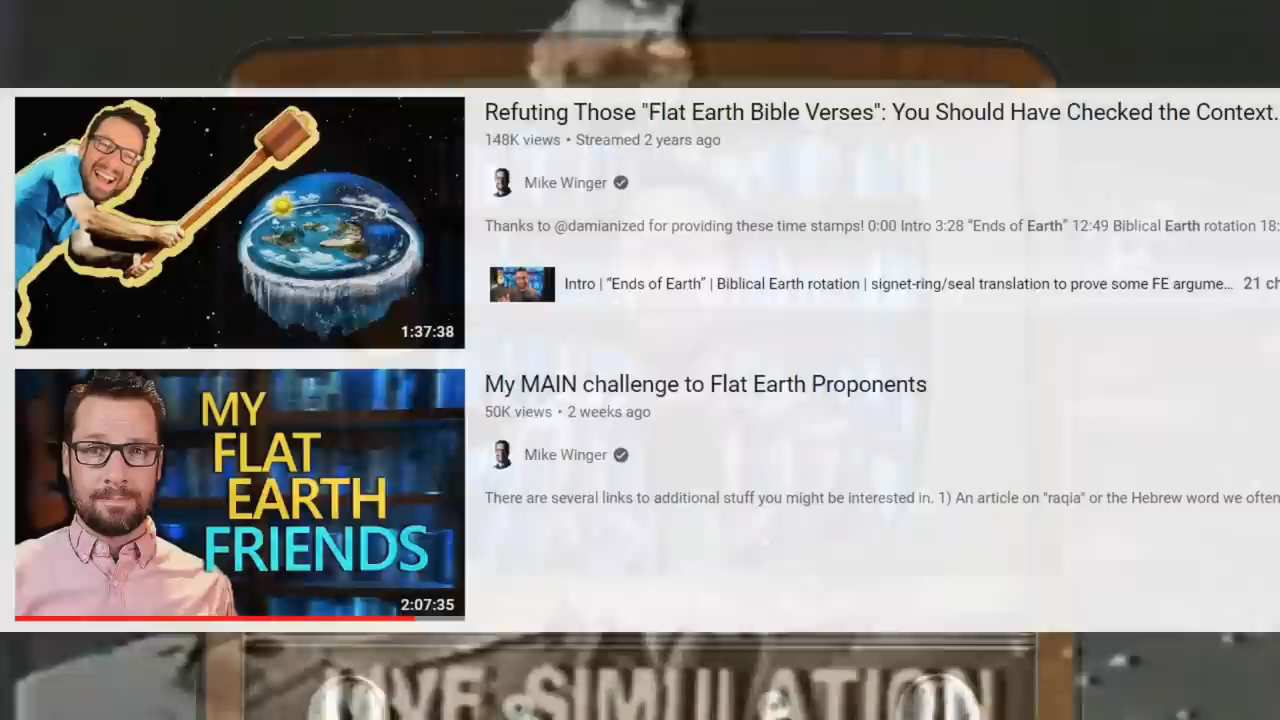 Refuting Those "Flat Earth Bible Verses": You Should Have Checked the Context.
148K views • Streamed 2 years ago
Mike Winger
Thanks to @damianized for providing these time stamps! 0:00 Intro 3:28 “Ends of Earth” 12:49 Biblical Earth rotation 18:
Intro | “Ends of Earth” | Biblical Earth rotation | signet-ring/seal translation to prove some FE argume... 21 ch
1:37:38
My MAIN challenge to Flat Earth Proponents
50K views • 2 weeks ago
Mike Winger
There are several links to additional stuff you might be interested in. 1) An article on "raqia" or the Hebrew word we often
MY
FLAT
EARTH
FRIENDS
2:07:35
LIVE SIMULATION